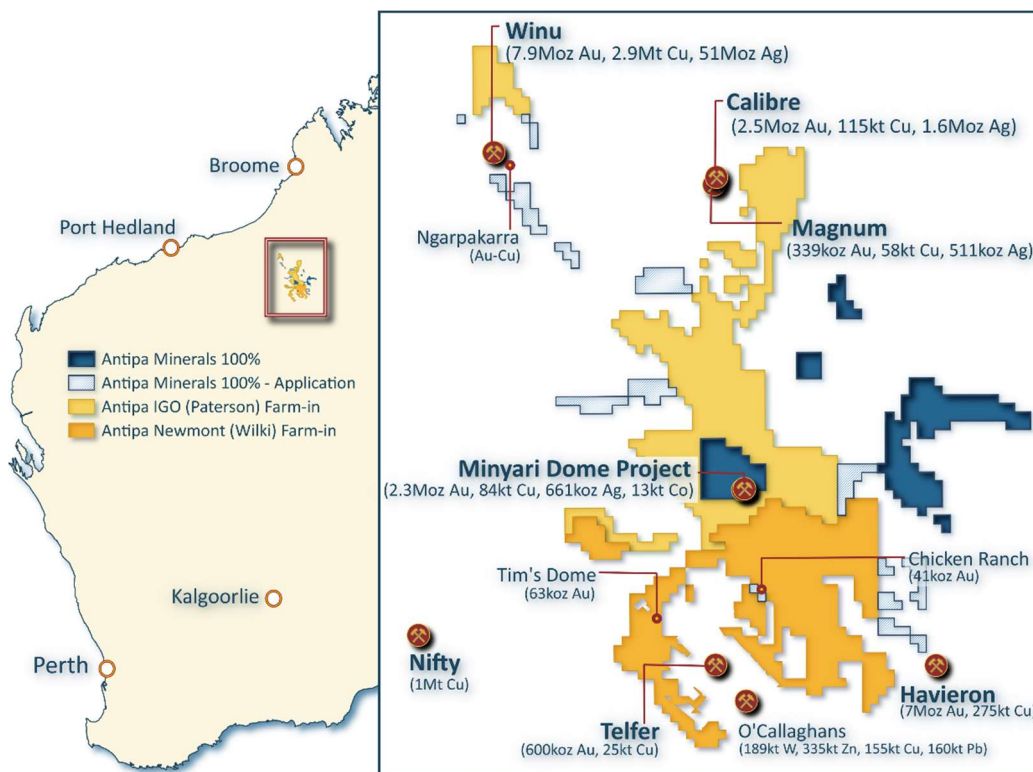 Broome
Port Hedland
Kalgoorlie
Perth
Antipa Minerals 100%
Antipa Minerals 100% - Application
Antipa IGO (Paterson) Farm-in
Antipa Newmont (Wilki) Farm-in
Winu
(7.9Moz Au, 2.9Mt Cu, 51Moz Ag)
Calibre
(2.5Moz Au, 115kt Cu, 1.6Moz Ag)
Ngarpakarra
(Au-Cu)
Magnum
(339koz Au, 58kt Cu, 511koz Ag)
Minyari Dome Project
(2.3Moz Au, 84kt Cu, 661koz Ag, 13kt Co)
Chicken Ranch
(41koz Au)
Tim's Dome
(63koz Au)
Nifty
(1Mt Cu)
Havieron
(7Moz Au, 275kt Cu)
Telfer
(600koz Au, 25kt Cu)
O'Callaghans
(189kt W, 335kt Zn, 155kt Cu, 160kt Pb)